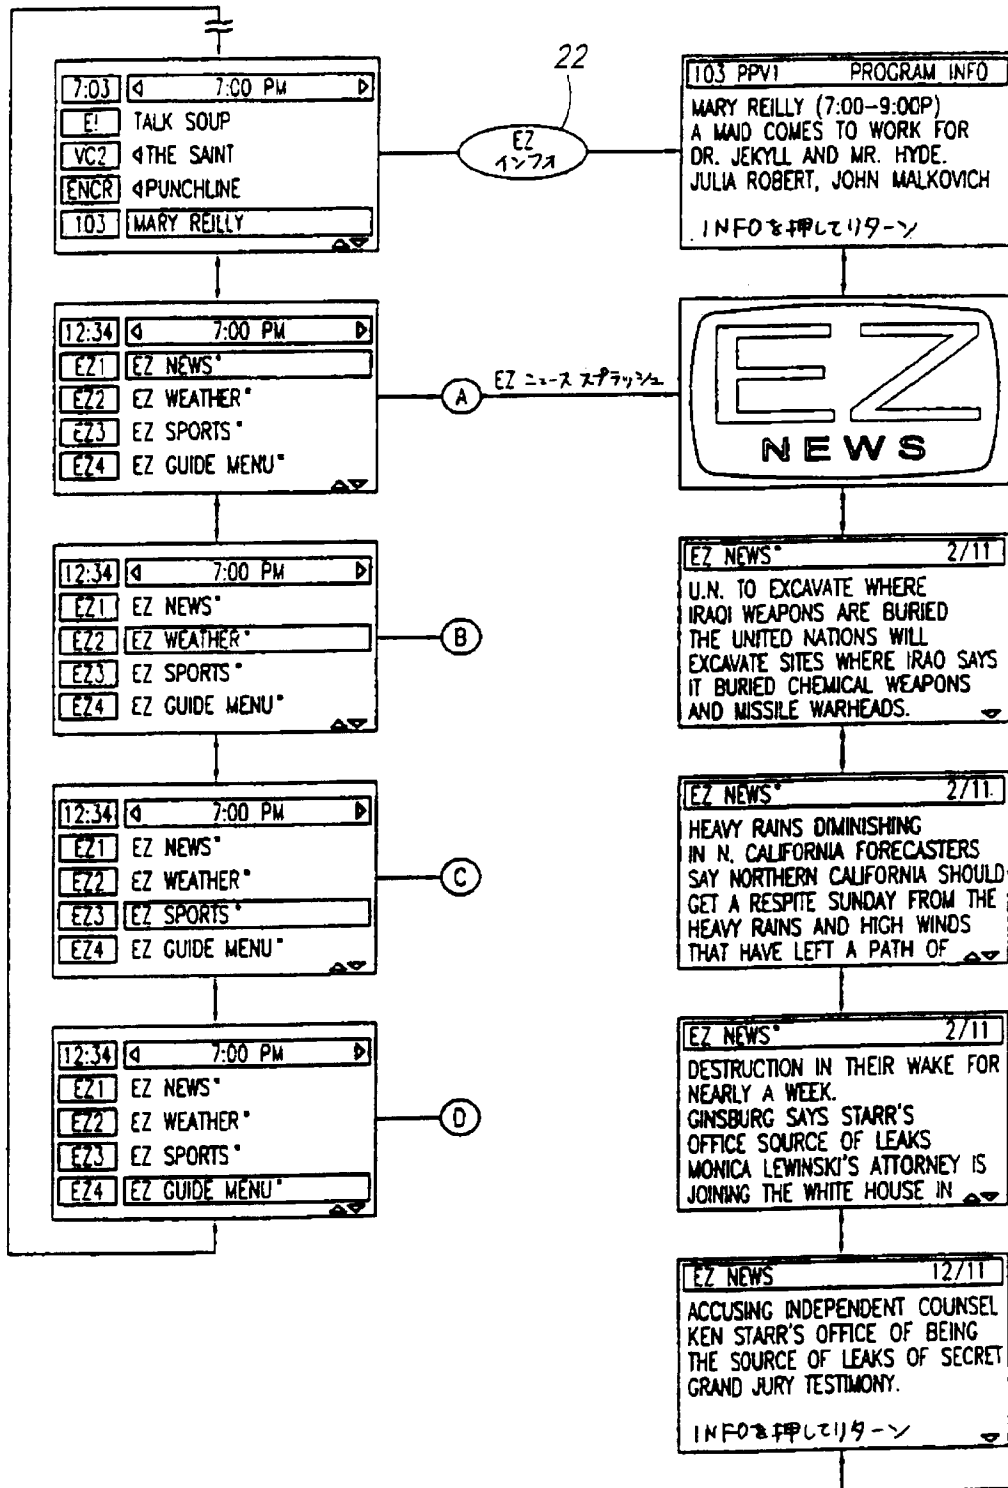 22
7:03 ◁ 7:00 PM ▷
E! TALK SOUP
VC2 ◁THE SAINT
ENCR ◁PUNCHLINE
103 MARY REILLY
EZ
インフォ
103 PPV1 PROGRAM INFO
MARY REILLY (7:00-9:00P)
A MAID COMES TO WORK FOR
DR. JEKYLL AND MR. HYDE.
JULIA ROBERT, JOHN MALKOVICH
INFOを押してリターン
12:34 ◁ 7:00 PM ▷
EZ1 EZ NEWS*
EZ2 EZ WEATHER*
EZ3 EZ SPORTS*
EZ4 EZ GUIDE MENU*
A
EZ ニュース スプラッシュ
EZ
NEWS
12:34 ◁ 7:00 PM ▷
EZ1 EZ NEWS*
EZ2 EZ WEATHER*
EZ3 EZ SPORTS*
EZ4 EZ GUIDE MENU*
B
EZ NEWS* 2/11
U.N. TO EXCAVATE WHERE
IRAQI WEAPONS ARE BURIED
THE UNITED NATIONS WILL
EXCAVATE SITES WHERE IRAQ SAYS
IT BURIED CHEMICAL WEAPONS
AND MISSILE WARHEADS.
12:34 ◁ 7:00 PM ▷
EZ1 EZ NEWS*
EZ2 EZ WEATHER*
EZ3 EZ SPORTS*
EZ4 EZ GUIDE MENU*
C
EZ NEWS* 2/11
HEAVY RAINS DIMINISHING
IN N. CALIFORNIA FORECASTERS
SAY NORTHERN CALIFORNIA SHOULD
GET A RESPITE SUNDAY FROM THE
HEAVY RAINS AND HIGH WINDS
THAT HAVE LEFT A PATH OF
12:34 ◁ 7:00 PM ▷
EZ1 EZ NEWS*
EZ2 EZ WEATHER*
EZ3 EZ SPORTS*
EZ4 EZ GUIDE MENU*
D
EZ NEWS* 2/11
DESTRUCTION IN THEIR WAKE FOR
NEARLY A WEEK.
GINSBURG SAYS STARR'S
OFFICE SOURCE OF LEAKS
MONICA LEWINSKI'S ATTORNEY IS
JOINING THE WHITE HOUSE IN
EZ NEWS 12/11
ACCUSING INDEPENDENT COUNSEL
KEN STARR'S OFFICE OF BEING
THE SOURCE OF LEAKS OF SECRET
GRAND JURY TESTIMONY.
INFOを押してリターン